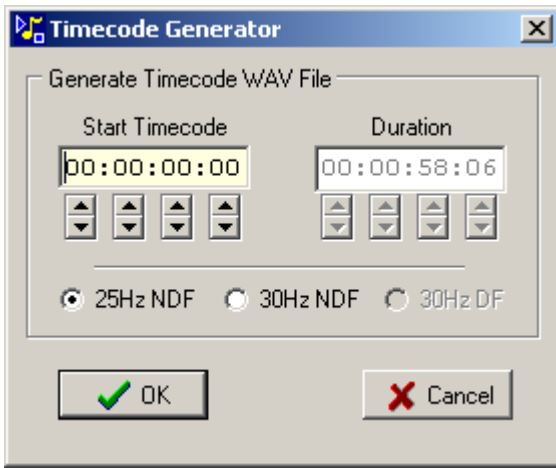 Timecode Generator
Generate Timecode WAV File
Start Timecode Duration
00:00:00:00 00:00:58:06
25Hz NDF 30Hz NDF 30Hz DF
OK Cancel